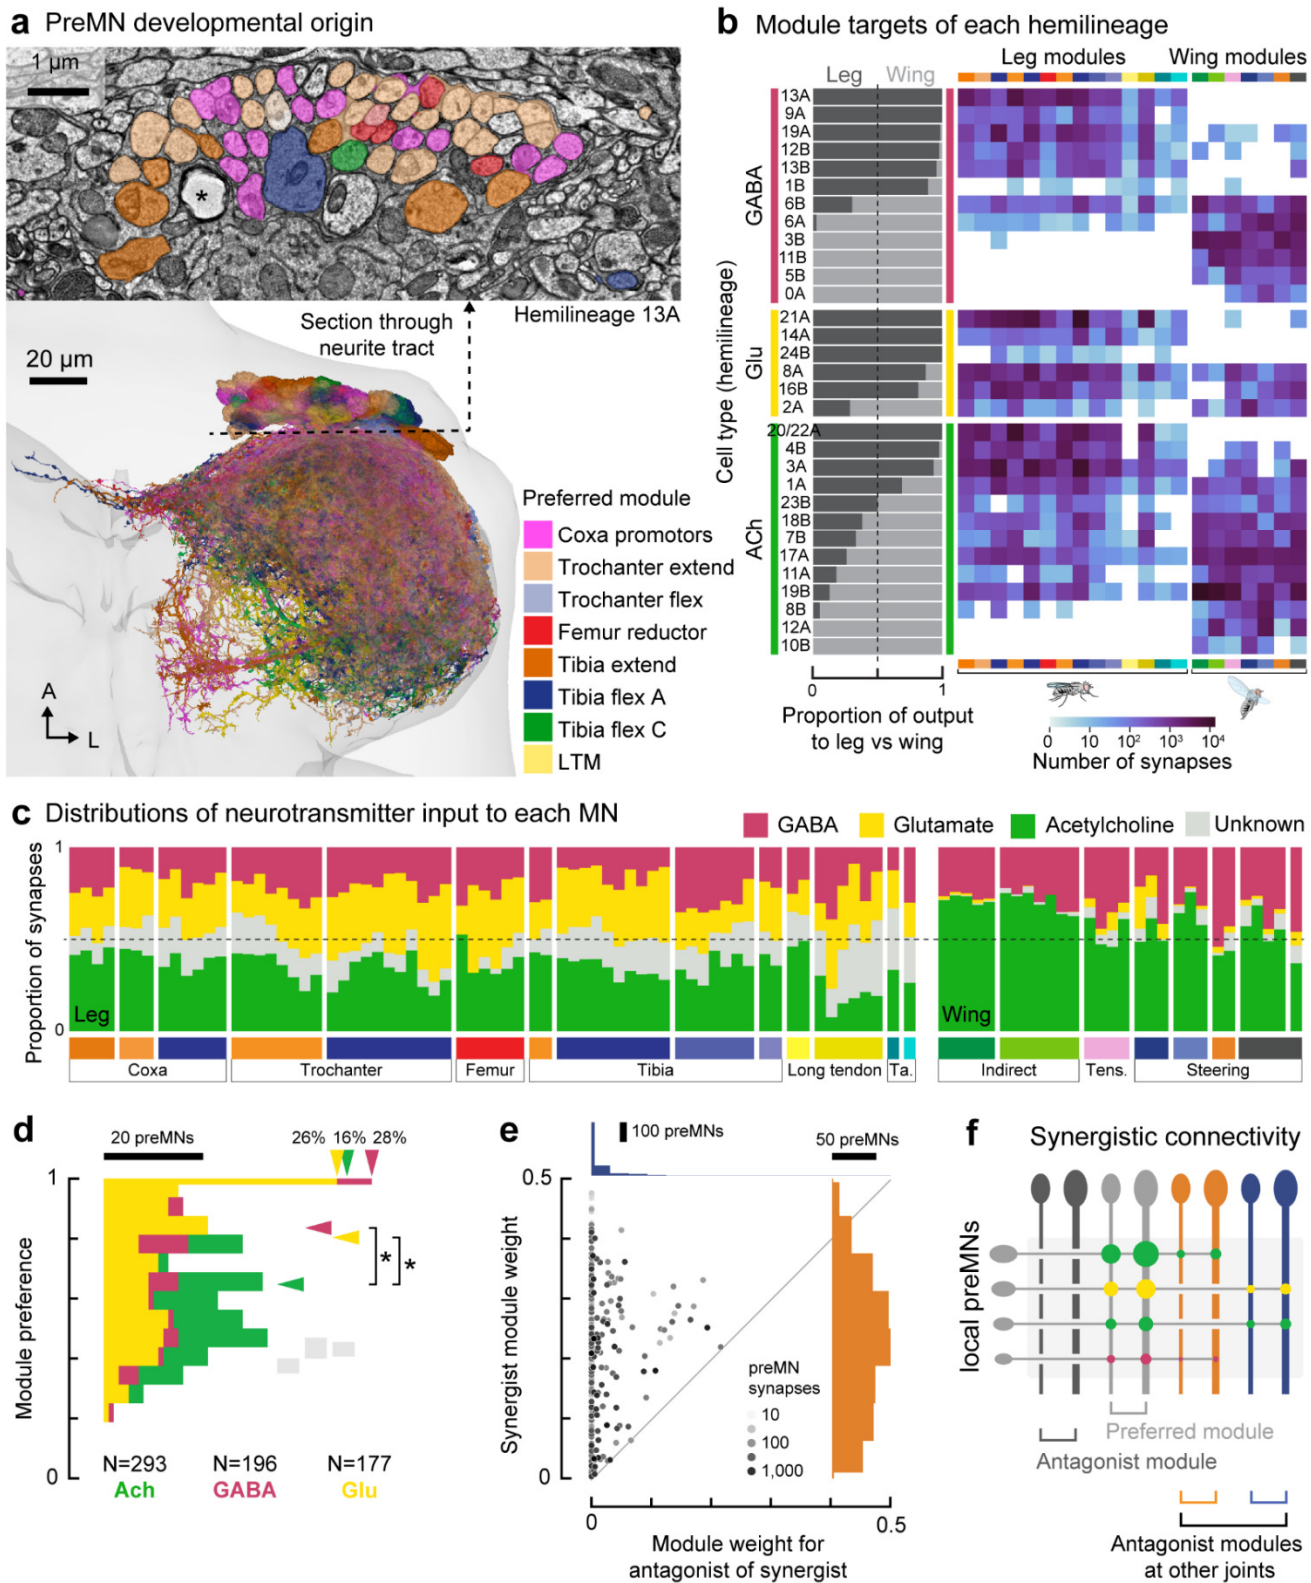 a PreMN developmental origin
1 µm
*
Hemilineage 13A
Section through
neurite tract
20 µm
A
L
Preferred module
Coxa promotors
Trochanter extend
Trochanter flex
Femur reductor
Tibia extend
Tibia flex A
Tibia flex C
LTM
b Module targets of each hemilineage
Leg modules
Wing modules
Leg
Wing
Cell type (hemilineage)
GABA
13A
9A
19A
12B
13B
1B
6B
6A
3B
11B
5B
0A
Glu
21A
14A
24B
8A
16B
2A
ACh
20/22A
4B
3A
1A
23B
18B
7B
17A
11A
19B
8B
12A
10B
0 1
Proportion of output
to leg vs wing
0 10 10² 10³ 10⁴
Number of synapses
c Distributions of neurotransmitter input to each MN
GABA Glutamate Acetylcholine Unknown
Proportion of synapses
1
0
Leg
Wing
Coxa Trochanter Femur Tibia Long tendon Ta. Indirect Tens. Steering
d
20 preMNs
26% 16% 28%
Module preference
1
0
*
*
N=293 N=196 N=177
Ach GABA Glu
e
100 preMNs
50 preMNs
Synergist module weight
0.5
0
preMN
synapses
10
100
1,000
0 0.5
Module weight for
antagonist of synergist
f Synergistic connectivity
local preMNs
Preferred module
Antagonist module
Antagonist modules
at other joints